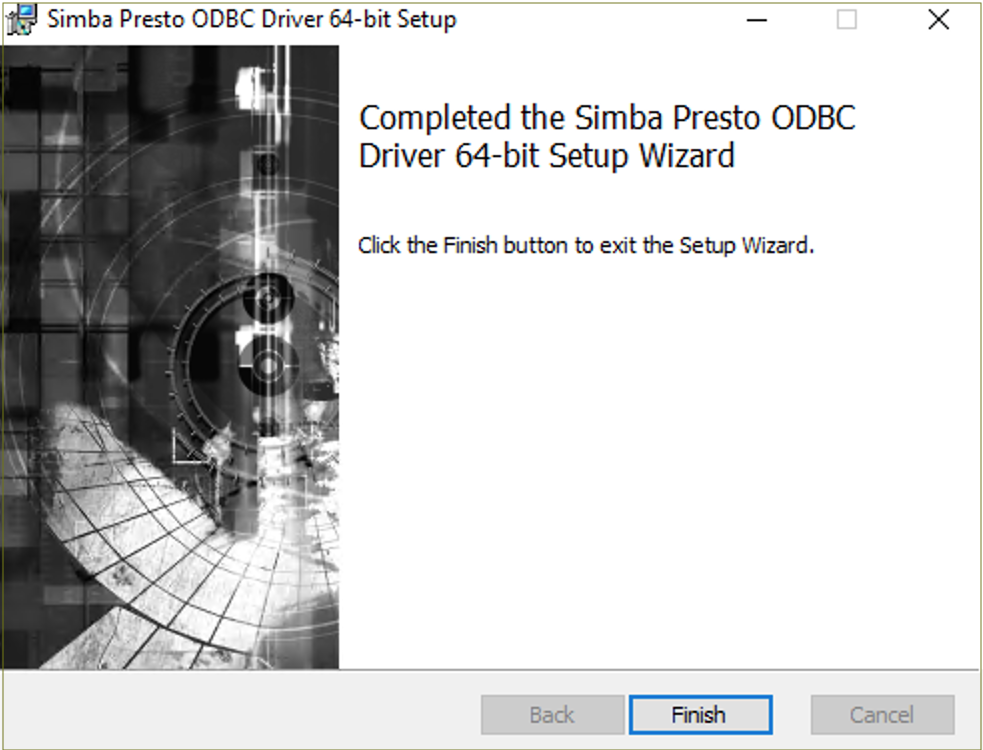 Simba Presto ODBC Driver 64-bit Setup
Completed the Simba Presto ODBC
Driver 64-bit Setup Wizard
Click the Finish button to exit the Setup Wizard.
Back
Finish
Cancel